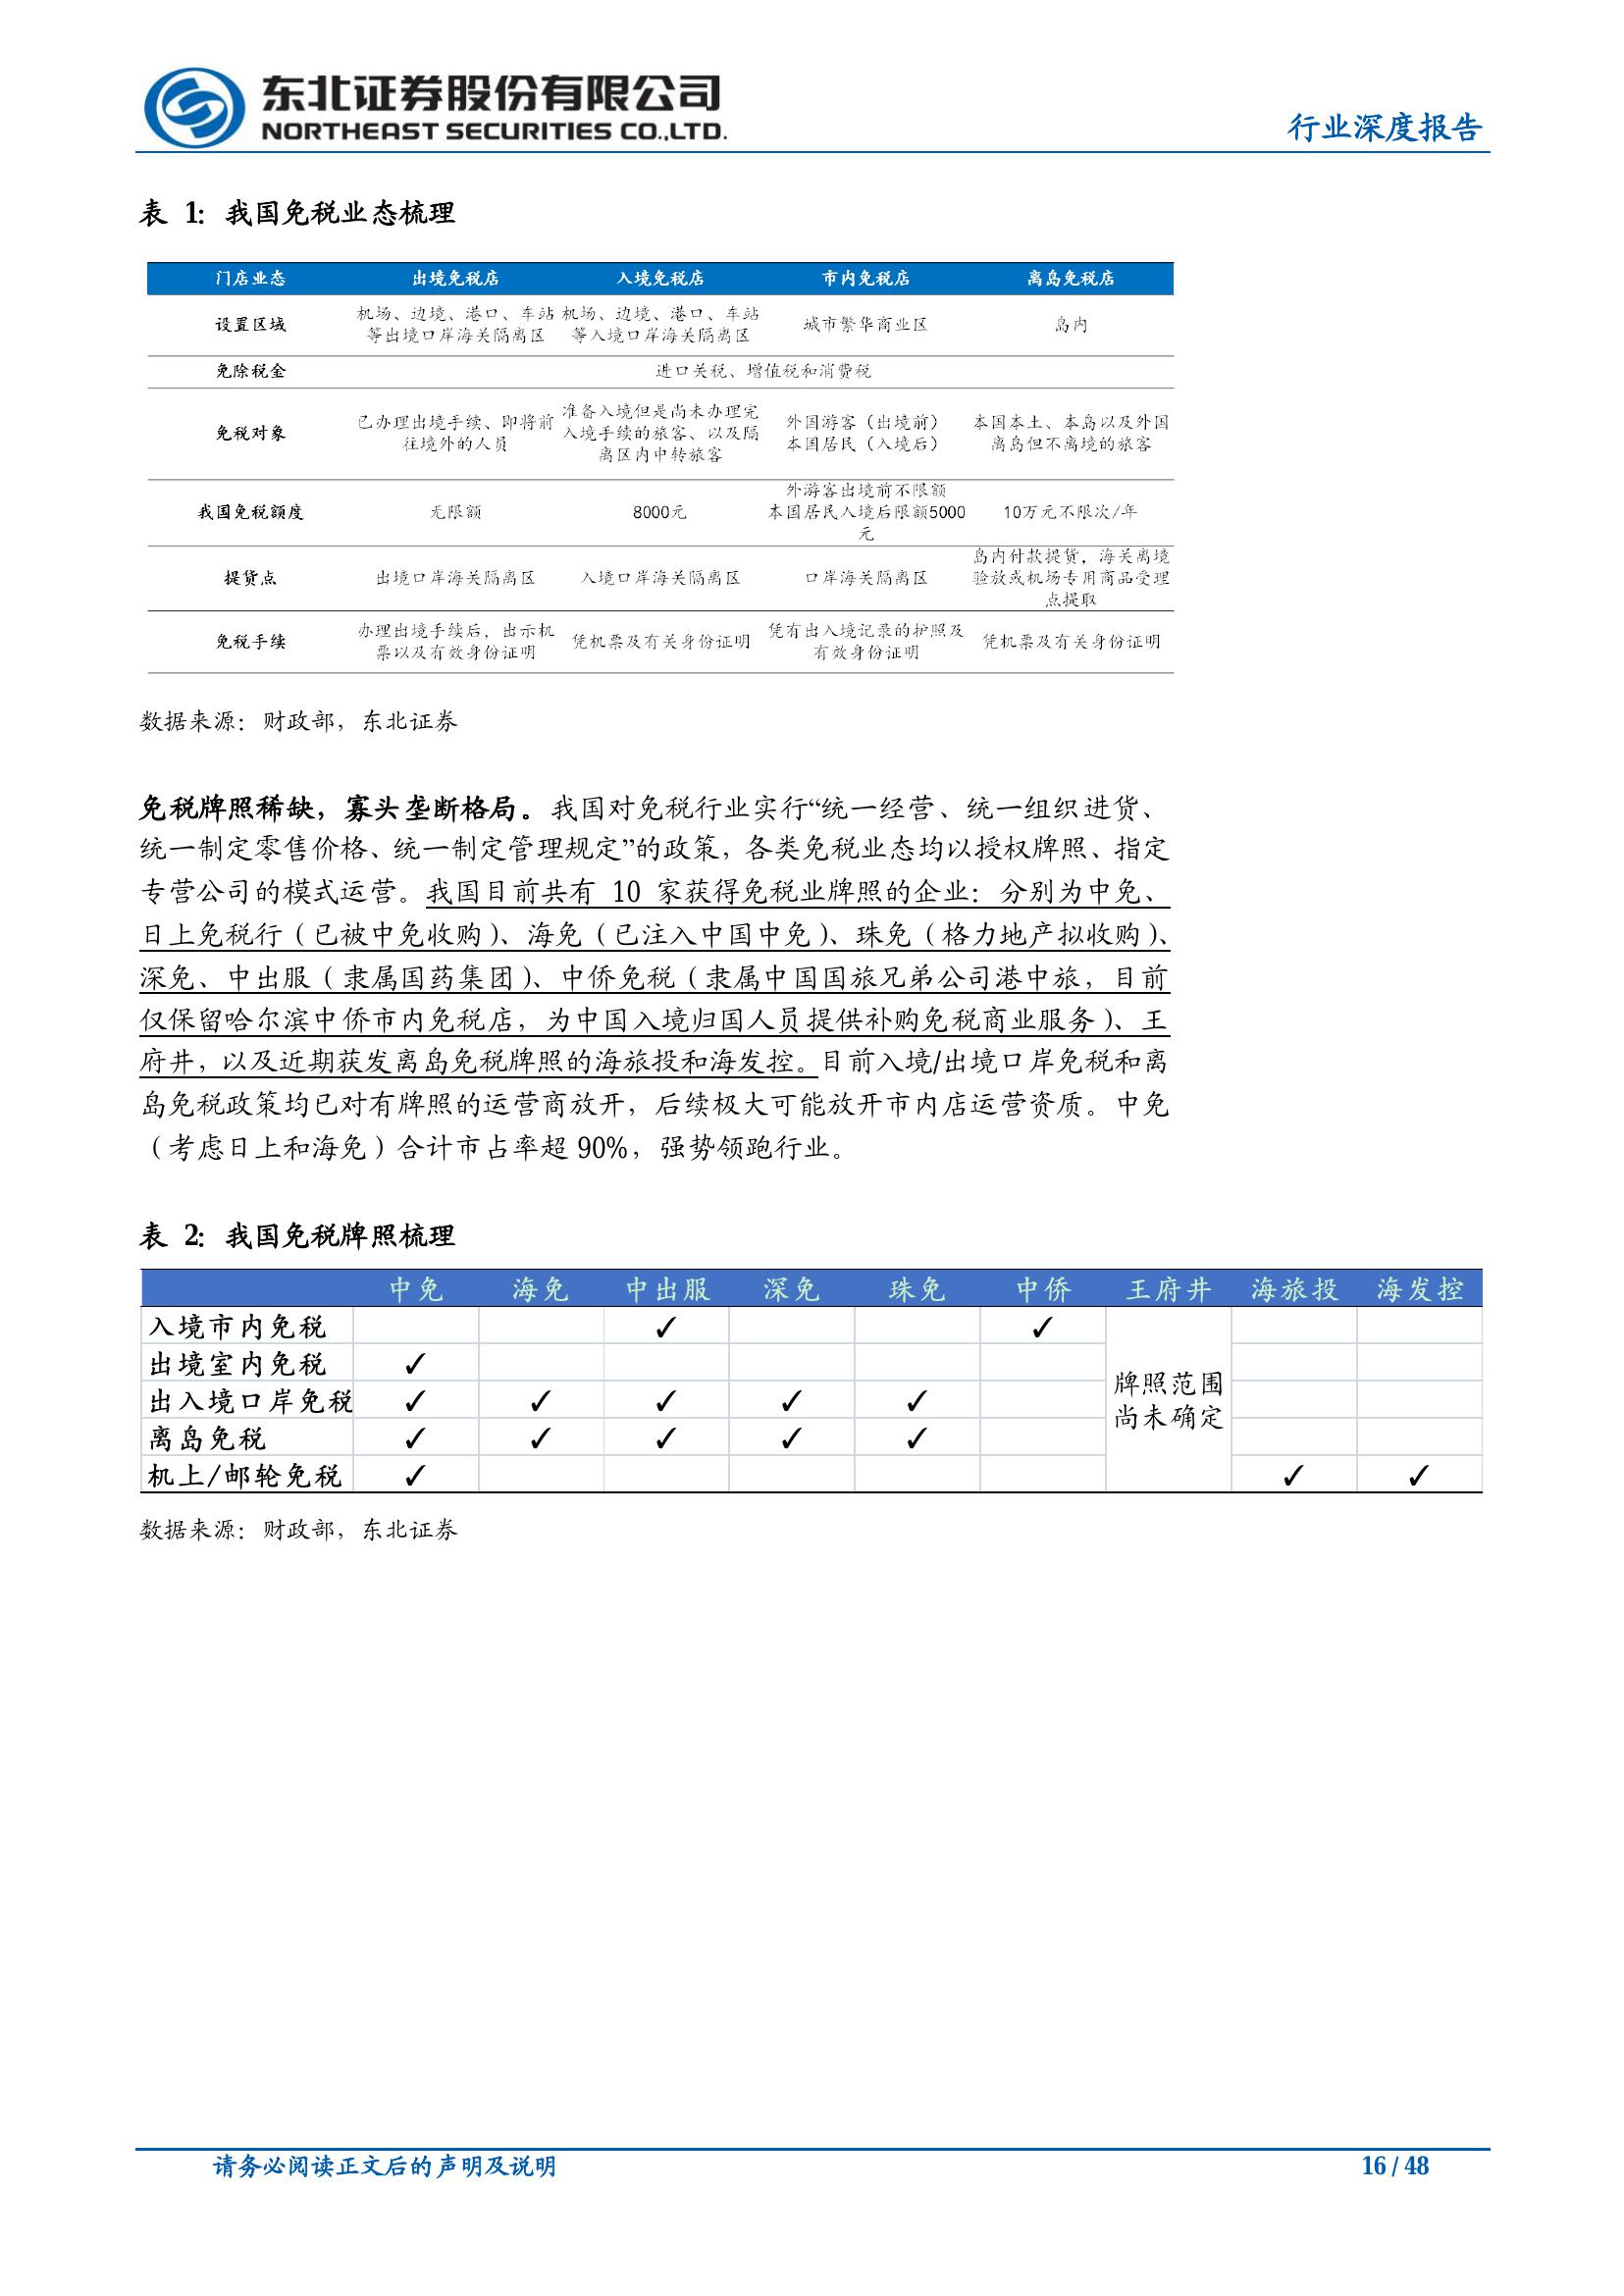 东北证券股份有限公司
NORTHEAST SECURITIES CO.,LTD.
行业深度报告
表 1: 我国免税业态梳理
门店业态 出境免税店 入境免税店 市内免税店 离岛免税店
设置区域 机场、边境、港口、车站等出境口岸海关隔离区 机场、边境、港口、车站等入境口岸海关隔离区 城市繁华商业区 岛内
免除税金 进口关税、增值税和消费税
免税对象 已办理出境手续、即将前往境外的人员 准备入境但是尚未办理完入境手续的旅客、以及隔离区内中转旅客 外国游客（出境前）本国居民（入境后） 本国本土、本岛以及外国离岛但不离境的旅客
我国免税额度 无限额 8000元 外游客出境前不限额 本国居民入境后限额5000元 10万元不限次/年
提货点 出境口岸海关隔离区 入境口岸海关隔离区 口岸海关隔离区 岛内付款提货，海关离境验放或机场专用商品受理点提取
免税手续 办理出境手续后，出示机票以及有效身份证明 凭机票及有关身份证明 凭有出入境记录的护照及有效身份证明 凭机票及有关身份证明
数据来源：财政部，东北证券
免税牌照稀缺，寡头垄断格局。我国对免税行业实行“统一经营、统一组织进货、
统一制定零售价格、统一制定管理规定”的政策，各类免税业态均以授权牌照、指定
专营公司的模式运营。我国目前共有 10 家获得免税业牌照的企业：分别为中免、
日上免税行（已被中免收购）、海免（已注入中国中免）、珠免（格力地产拟收购）、
深免、中出服（隶属国药集团）、中侨免税（隶属中国国旅兄弟公司港中旅，目前
仅保留哈尔滨中侨市内免税店，为中国入境归国人员提供补购免税商业服务）、王
府井，以及近期获发离岛免税牌照的海旅投和海发控。目前入境/出境口岸免税和离
岛免税政策均已对有牌照的运营商放开，后续极大可能放开市内店运营资质。中免
（考虑日上和海免）合计市占率超 90%，强势领跑行业。
表 2: 我国免税牌照梳理
中免 海免 中出服 深免 珠免 中侨 王府井 海旅投 海发控
入境市内免税 ✓ ✓
出境室内免税 ✓
出入境口岸免税 ✓ ✓ ✓ ✓ ✓
牌照范围
尚未确定
离岛免税 ✓ ✓ ✓ ✓ ✓
机上/邮轮免税 ✓ ✓ ✓
数据来源：财政部，东北证券
请务必阅读正文后的声明及说明
16 / 48